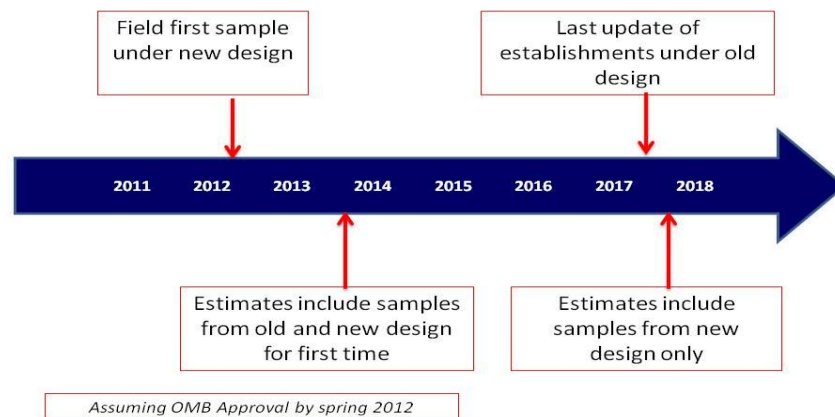 Field first sample
under new design
Last update of
establishments under old
design
2011 2012 2013 2014 2015 2016 2017 2018
Estimates include samples
from old and new design
for first time
Estimates include
samples from new
design only
Assuming OMB Approval by spring 2012